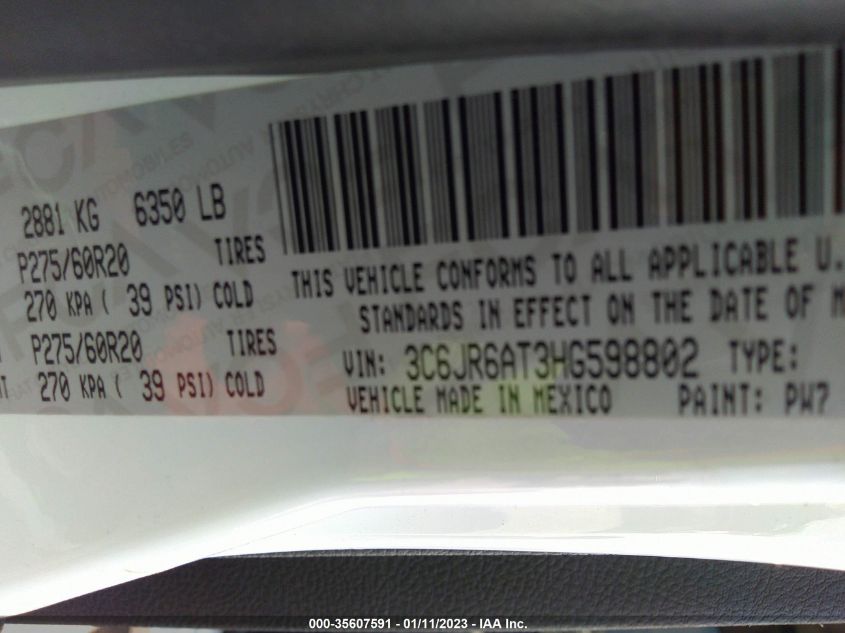 2881 KG 6350 LB
P275/60R20 TIRES
270 KPA ( 39 PSI) COLD
P275/60R20 TIRES
270 KPA ( 39 PSI) COLD
THIS VEHICLE CONFORMS TO ALL APPLICABLE U.
STANDARDS IN EFFECT ON THE DATE OF M
VIN: 3C6JR6AT3HG598802 TYPE:
VEHICLE MADE IN MEXICO PAINT: PW7
000-35607591 - 01/11/2023 - IAA Inc.